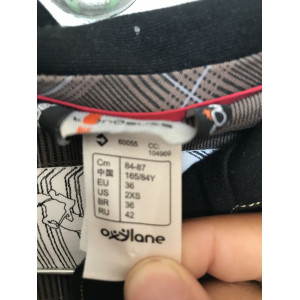 60055 CC:
104969
Cm 84-87
中国 165/84Y
EU 36
US 2XS
BR 36
RU 42
oxylane